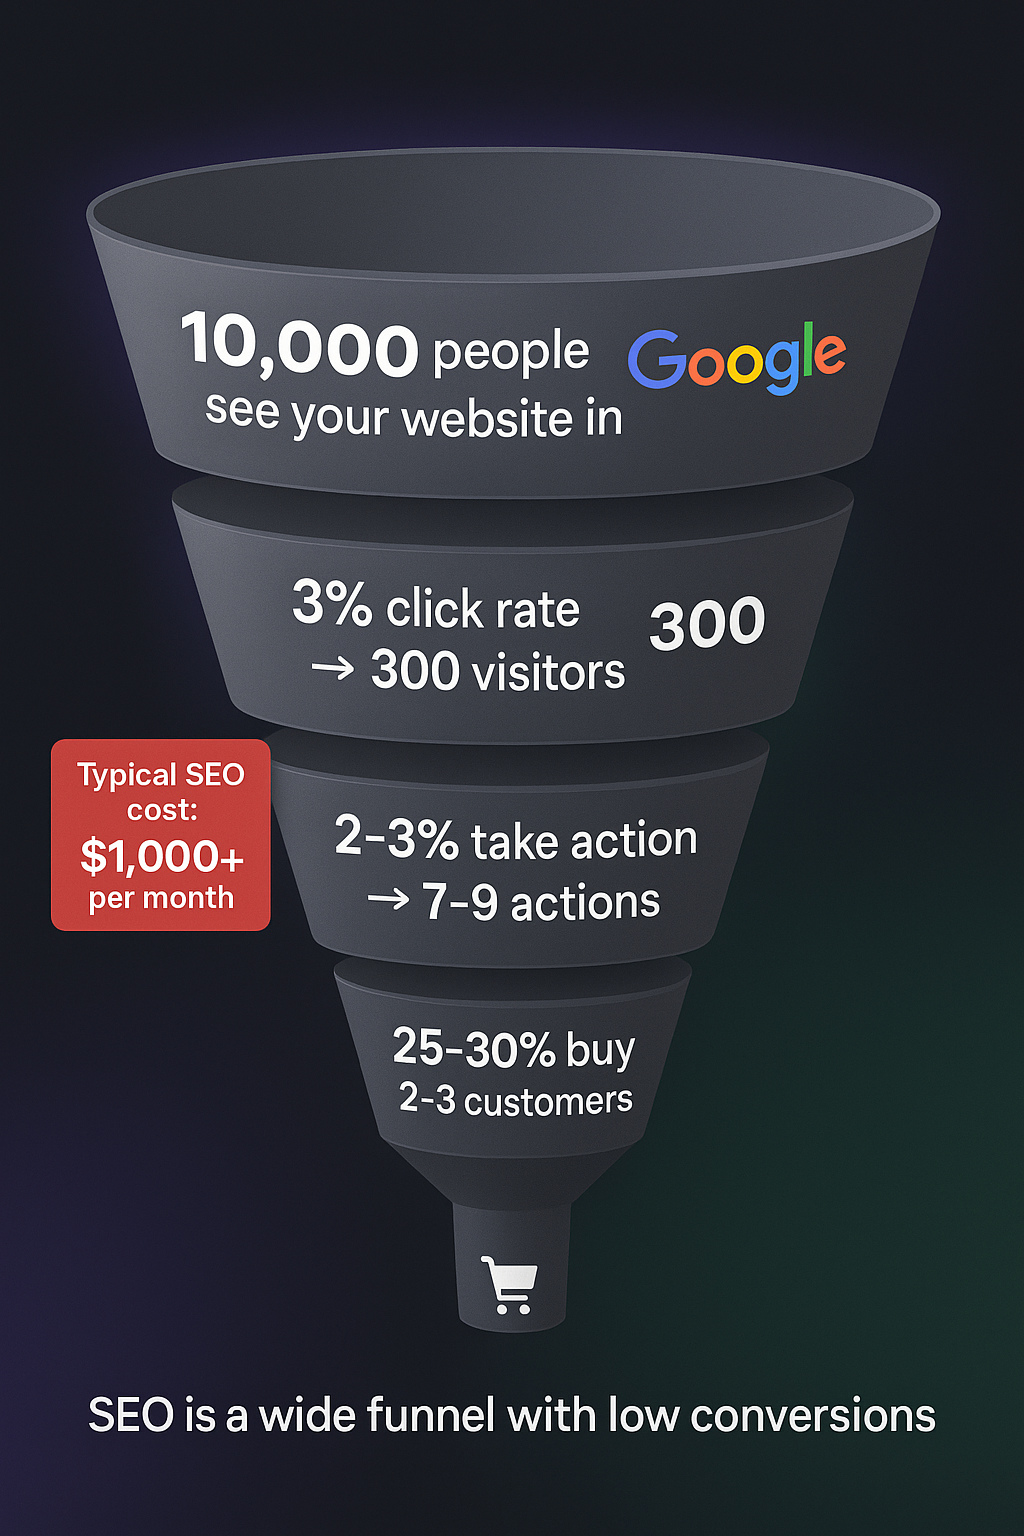 10,000 people Google
see your website in
3% click rate 300
→ 300 visitors
Typical SEO
cost:
$1,000+
per month
2-3% take action
→ 7-9 actions
25-30% buy
2-3 customers
SEO is a wide funnel with low conversions